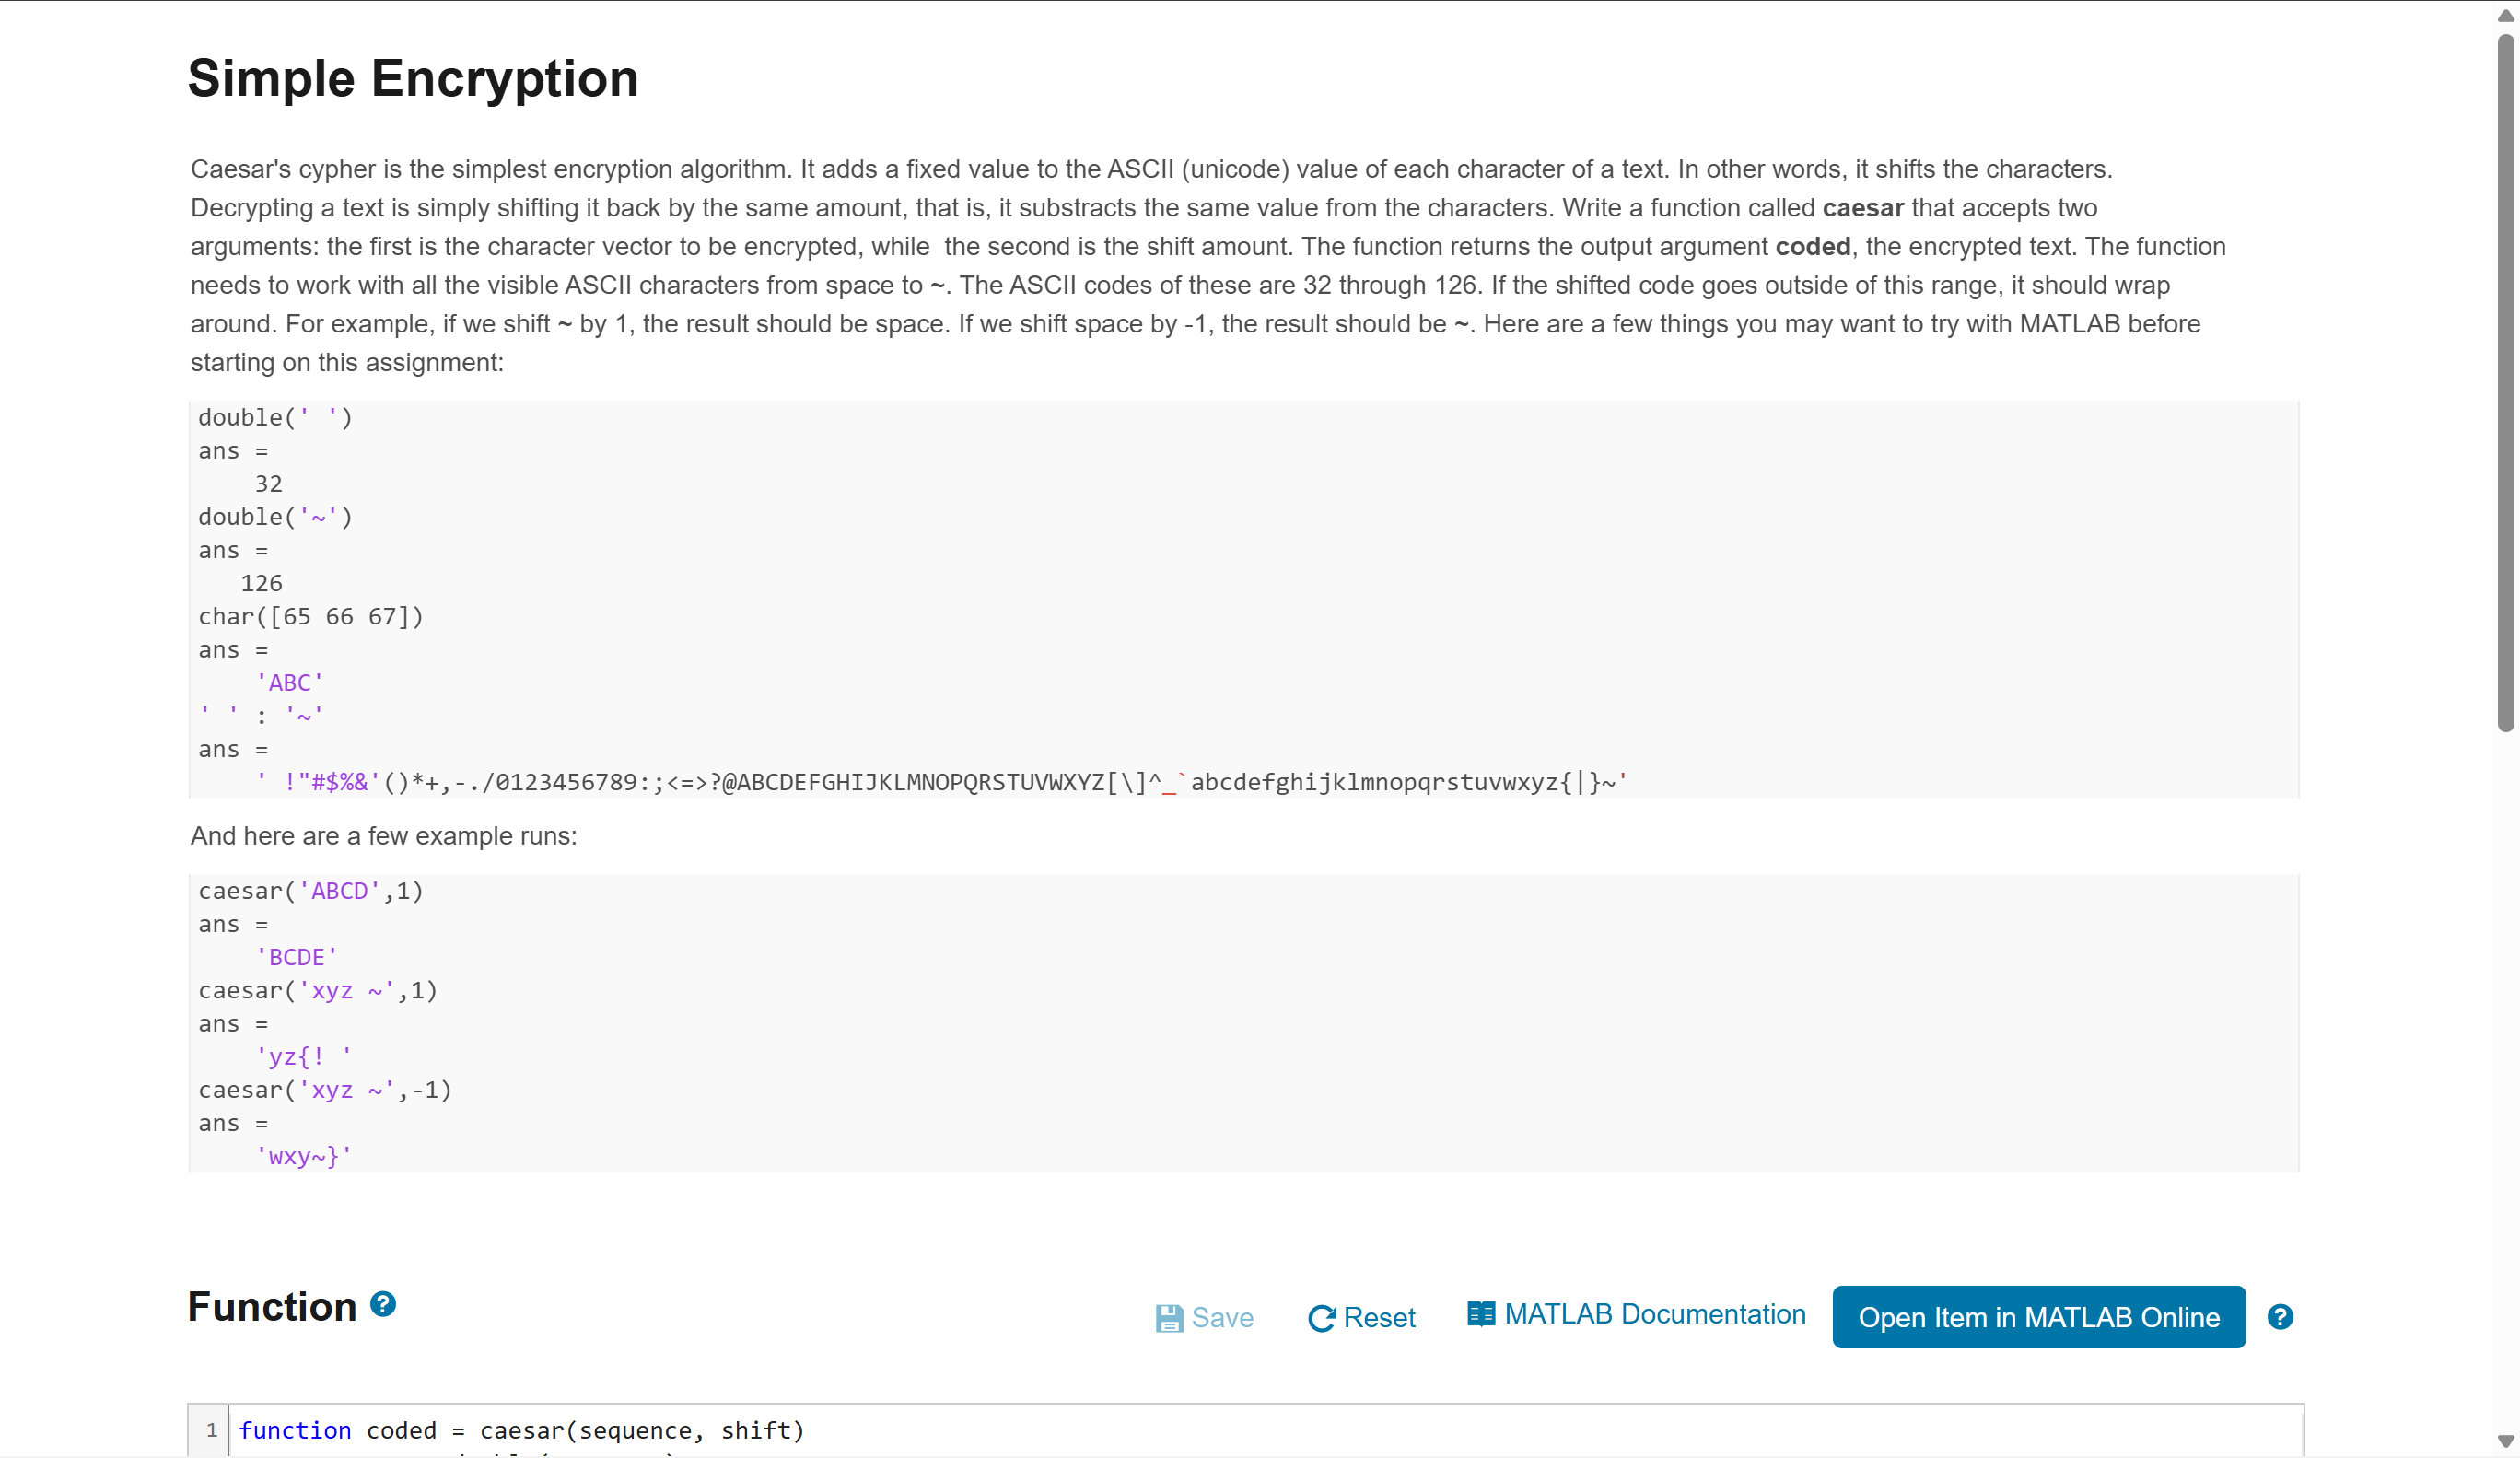 Simple Encryption
Caesar's cypher is the simplest encryption algorithm. It adds a fixed value to the ASCII (unicode) value of each character of a text. In other words, it shifts the characters.
Decrypting a text is simply shifting it back by the same amount, that is, it substracts the same value from the characters. Write a function called caesar that accepts two
arguments: the first is the character vector to be encrypted, while  the second is the shift amount. The function returns the output argument coded, the encrypted text. The function
needs to work with all the visible ASCII characters from space to ~. The ASCII codes of these are 32 through 126. If the shifted code goes outside of this range, it should wrap
around. For example, if we shift ~ by 1, the result should be space. If we shift space by -1, the result should be ~. Here are a few things you may want to try with MATLAB before
starting on this assignment:
double(' ')
ans =
    32
double('~')
ans =
   126
char([65 66 67])
ans =
    'ABC'
' ' : '~'
ans =
    ' !"#$%&'()*+,-./0123456789:;<=>?@ABCDEFGHIJKLMNOPQRSTUVWXYZ[\]^_`abcdefghijklmnopqrstuvwxyz{|}~'
And here are a few example runs:
caesar('ABCD',1)
ans =
    'BCDE'
caesar('xyz ~',1)
ans =
    'yz{! '
caesar('xyz ~',-1)
ans =
    'wxy~}'
Function ?
Save Reset MATLAB Documentation Open Item in MATLAB Online ?
1 function coded = caesar(sequence, shift)